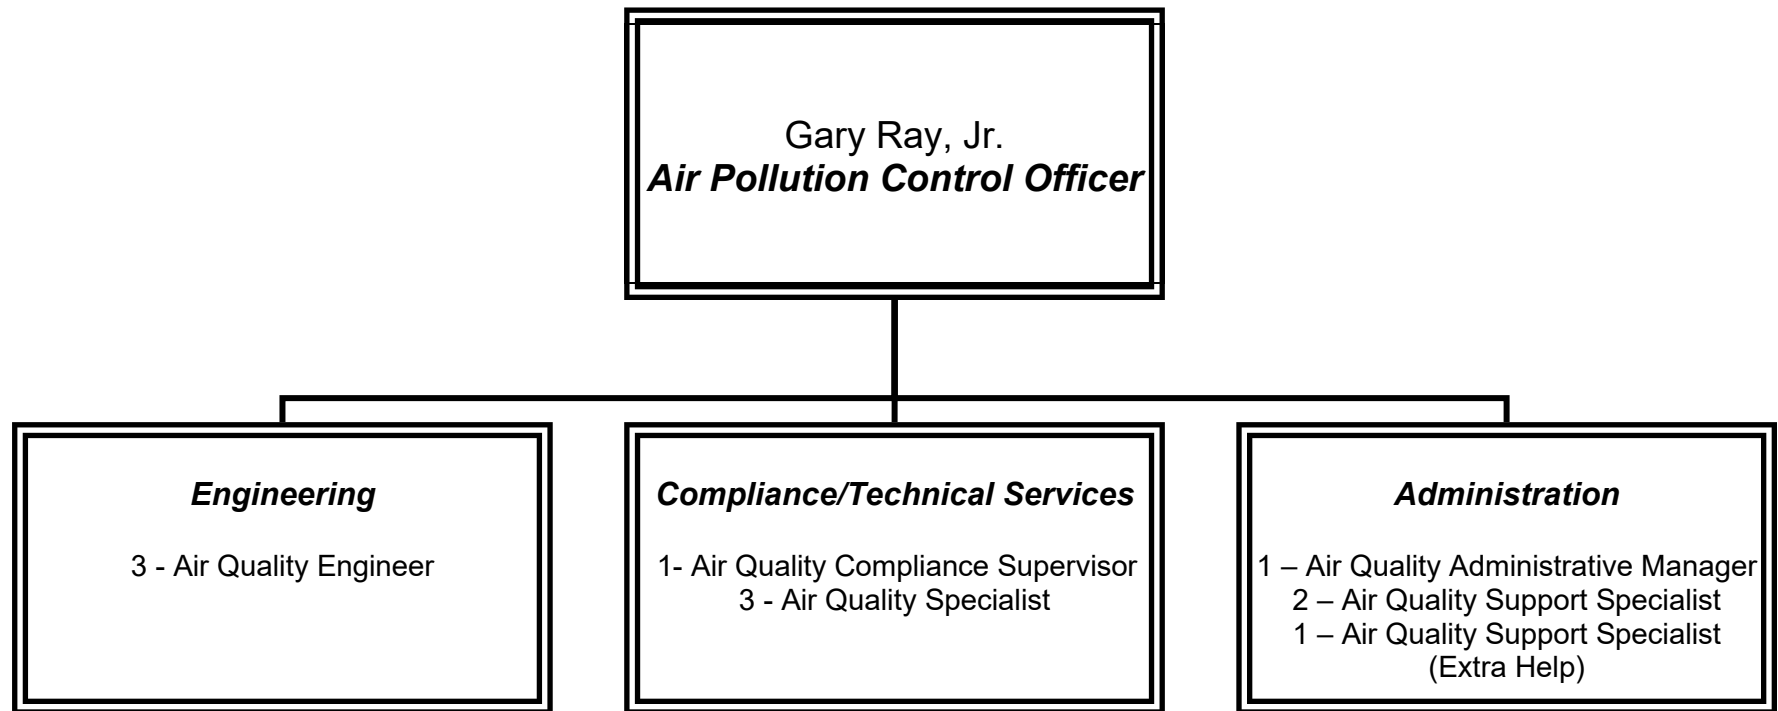 Gary Ray, Jr.
Air Pollution Control Officer
Engineering
3 - Air Quality Engineer
Compliance/Technical Services
1- Air Quality Compliance Supervisor
3 - Air Quality Specialist
Administration
1 – Air Quality Administrative Manager
2 – Air Quality Support Specialist
1 – Air Quality Support Specialist
(Extra Help)